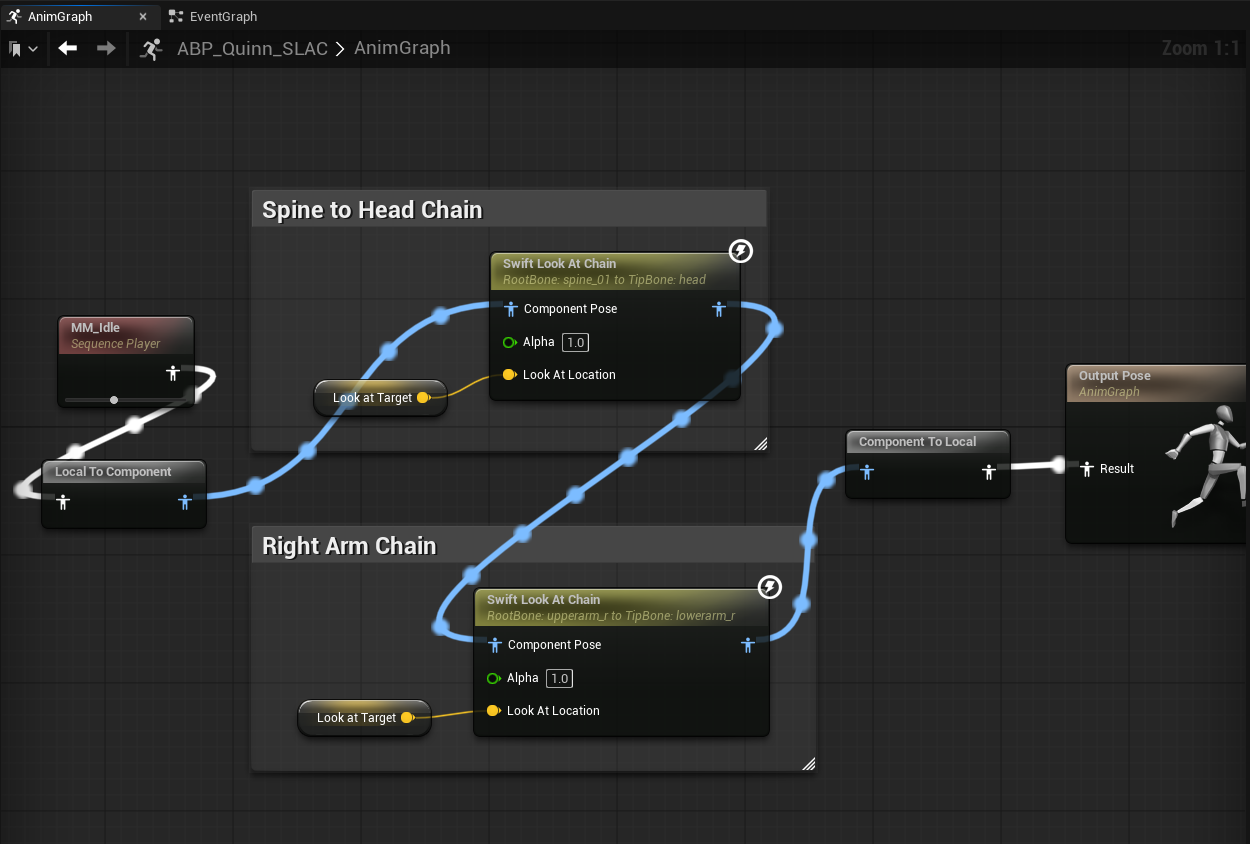 AnimGraph
EventGraph
ABP_Quinn_SLAC > AnimGraph
Zoom 1:1
Spine to Head Chain
Swift Look At Chain
RootBone: spine_01 to TipBone: head
Component Pose
Alpha 1.0
Look At Location
Look at Target
MM_Idle
Sequence Player
Local To Component
Right Arm Chain
Swift Look At Chain
RootBone: upperarm_r to TipBone: lowerarm_r
Component Pose
Alpha 1.0
Look At Location
Look at Target
Component To Local
Output Pose
AnimGraph
Result